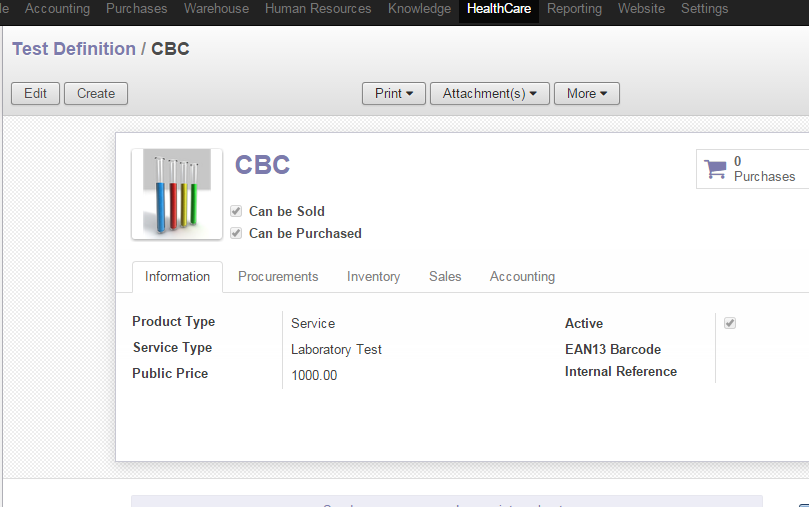 Accounting Purchases Warehouse Human Resources Knowledge HealthCare Reporting Website Settings
Test Definition / CBC
Edit Create Print Attachment(s) More
CBC
0
Purchases
Can be Sold
Can be Purchased
Information Procurements Inventory Sales Accounting
Product Type Service
Active
Service Type Laboratory Test
EAN13 Barcode
Public Price 1000.00
Internal Reference